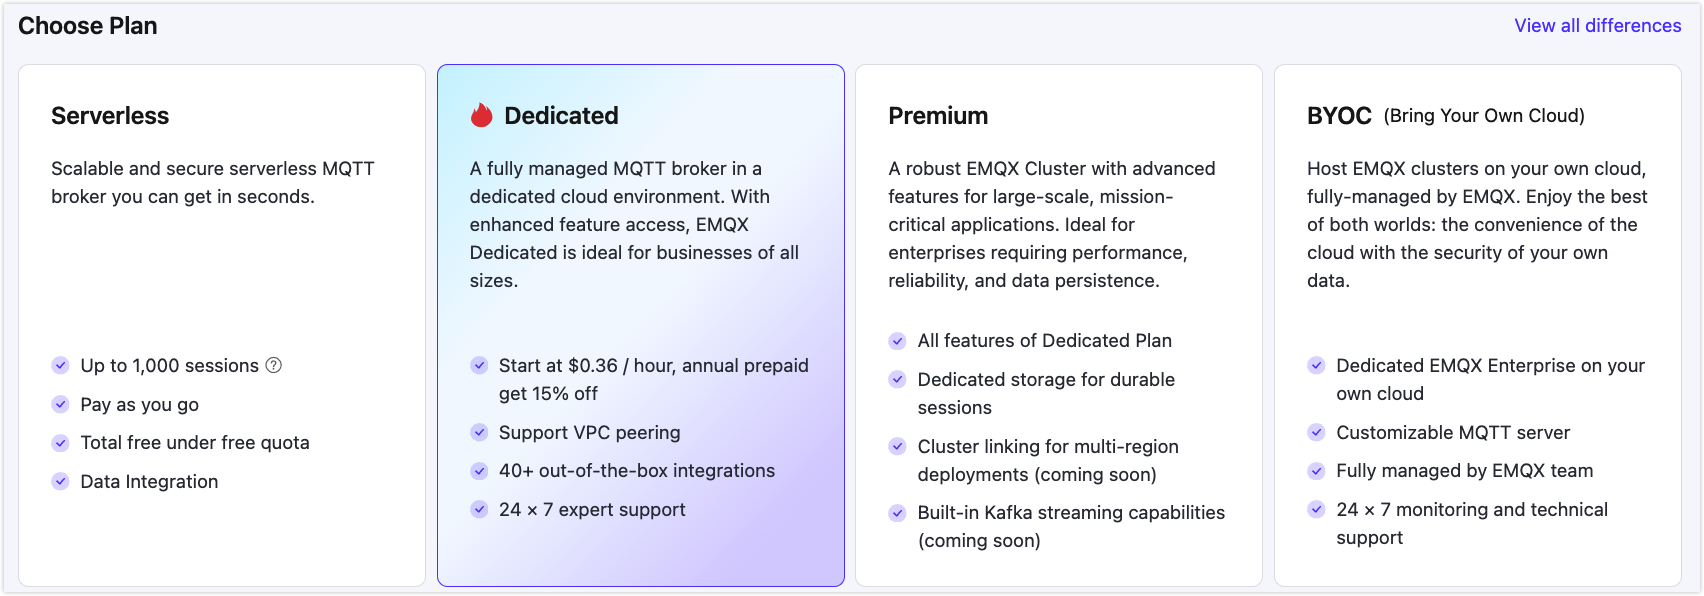 Choose Plan
View all differences
Serverless
Scalable and secure serverless MQTT
broker you can get in seconds.
Up to 1,000 sessions ?
Pay as you go
Total free under free quota
Data Integration
Dedicated
A fully managed MQTT broker in a
dedicated cloud environment. With
enhanced feature access, EMQX
Dedicated is ideal for businesses of all
sizes.
Start at $0.36 / hour, annual prepaid
get 15% off
Support VPC peering
40+ out-of-the-box integrations
24 × 7 expert support
Premium
A robust EMQX Cluster with advanced
features for large-scale, mission-
critical applications. Ideal for
enterprises requiring performance,
reliability, and data persistence.
All features of Dedicated Plan
Dedicated storage for durable
sessions
Cluster linking for multi-region
deployments (coming soon)
Built-in Kafka streaming capabilities
(coming soon)
BYOC (Bring Your Own Cloud)
Host EMQX clusters on your own cloud,
fully-managed by EMQX. Enjoy the best
of both worlds: the convenience of the
cloud with the security of your own
data.
Dedicated EMQX Enterprise on your
own cloud
Customizable MQTT server
Fully managed by EMQX team
24 × 7 monitoring and technical
support